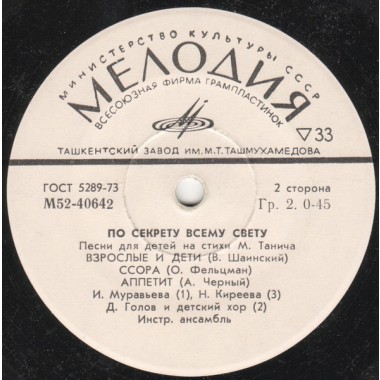 МИНИСТЕРСТВО КУЛЬТУРЫ СССР
МЕЛОДИЯ
ВСЕСОЮЗНАЯ ФИРМА ГРАМПЛАСТИНОК
▽33
ТАШКЕНТСКИЙ ЗАВОД ИМ.М.Т.ТАШМУХАМЕДОВА
ГОСТ 5289-73 2 сторона
М52-40642 Гр. 2. 0-45
ПО СЕКРЕТУ ВСЕМУ СВЕТУ
Песни для детей на стихи М. Танича
ВЗРОСЛЫЕ И ДЕТИ (В. Шаинский)
ССОРА (О. Фельцман)
АППЕТИТ (А. Черный)
И. Муравьева (1), Н. Киреева (3)
Д. Голов и детский хор (2)
Инстр. ансамбль